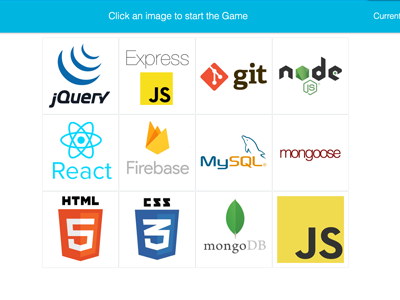 Click an image to start the Game
Current
jQuery
Express
JS
git
node
JS
React
Firebase
MySQL
mongoose
HTML
5
CSS
3
mongoDB
JS